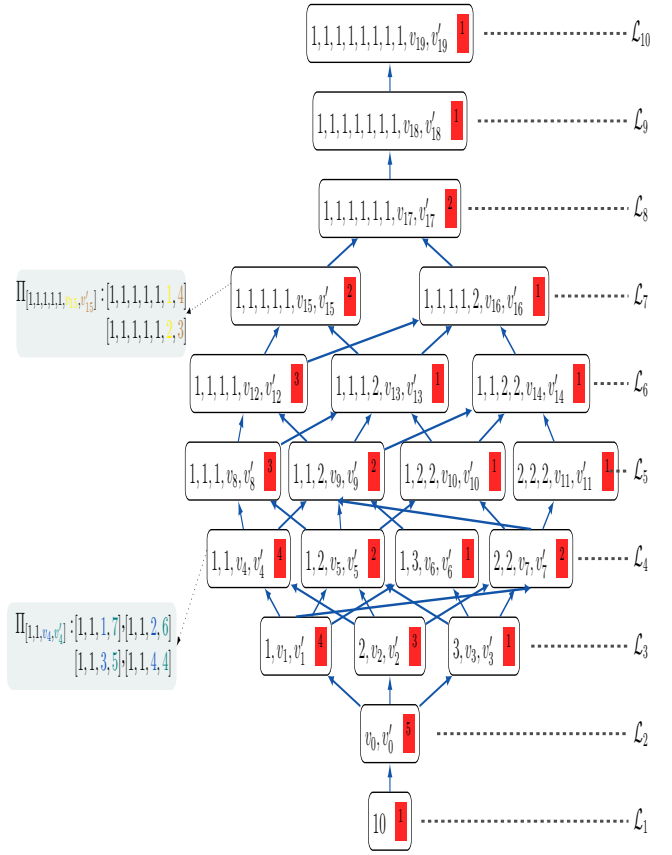 1, 1, 1, 1, 1, 1, 1, 1, v₁₉, v′₁₉ 1 ℒ₁₀
1, 1, 1, 1, 1, 1, 1, v₁₈, v′₁₈ 1 ℒ₉
1, 1, 1, 1, 1, 1, v₁₇, v′₁₇ 2 ℒ₈
Π[1,1,1,1,1,v₁₅,v′₁₅] : [1,1,1,1,1,1,4]
[1,1,1,1,1,2,3]
1, 1, 1, 1, 1, v₁₅, v′₁₅ 2 1, 1, 1, 1, 2, v₁₆, v′₁₆ 1 ℒ₇
1, 1, 1, 1, v₁₂, v′₁₂ 3 1, 1, 1, 2, v₁₃, v′₁₃ 1 1, 1, 2, 2, v₁₄, v′₁₄ 1 ℒ₆
1, 1, 1, v₈, v′₈ 3 1, 1, 2, v₉, v′₉ 2 1, 2, 2, v₁₀, v′₁₀ 1 2, 2, 2, v₁₁, v′₁₁ 1 ℒ₅
1, 1, v₄, v′₄ 4 1, 2, v₅, v′₅ 2 1, 3, v₆, v′₆ 1 2, 2, v₇, v′₇ 2 ℒ₄
Π[1,1,v₄,v′₄] : [1,1,1,7],[1,1,2,6]
[1,1,3,5],[1,1,4,4]
1, v₁, v′₁ 4 2, v₂, v′₂ 3 3, v₃, v′₃ 1 ℒ₃
v₀, v′₀ 5 ℒ₂
10 1 ℒ₁